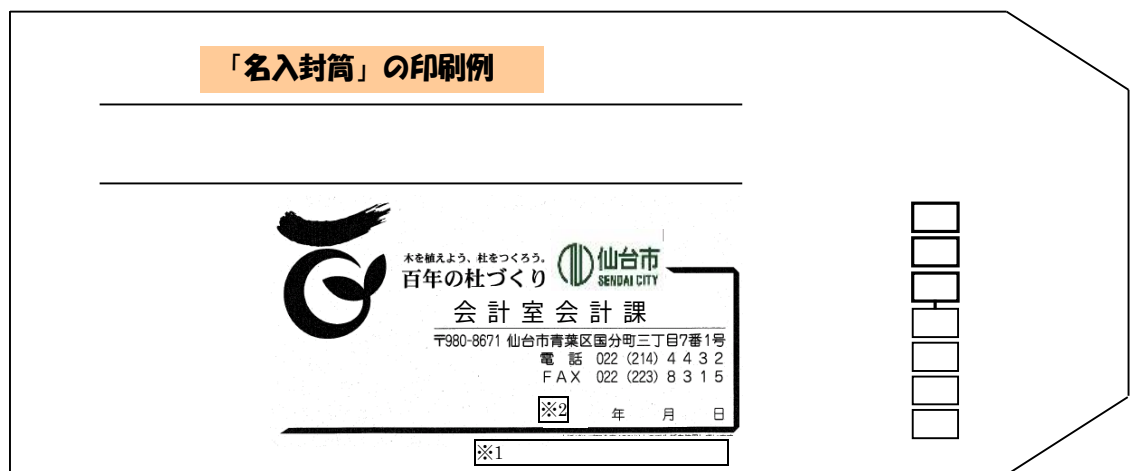 「名入封筒」の印刷例
木を植えよう、杜をつくろう。
百年の杜づくり
仙台市
SENDAI CITY
会計室会計課
〒980-8671 仙台市青葉区国分町三丁目7番1号
電話 022 (214) 4432
FAX 022 (223) 8315
※2 年 月 日
※1